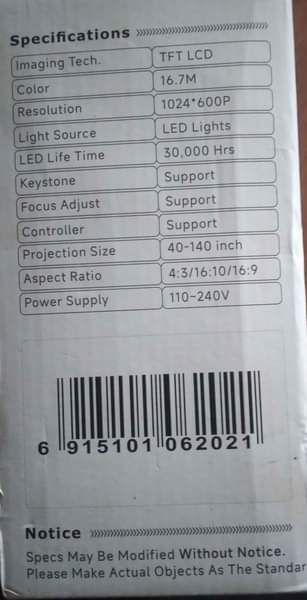 Specifications
Imaging Tech. TFT LCD
Color 16.7M
Resolution 1024*600P
Light Source LED Lights
LED Life Time 30,000 Hrs
Keystone Support
Focus Adjust Support
Controller Support
Projection Size 40-140 inch
Aspect Ratio 4:3/16:10/16:9
Power Supply 110-240V
6 915101 062021
Notice
Specs May Be Modified Without Notice.
Please Make Actual Objects As The Standar